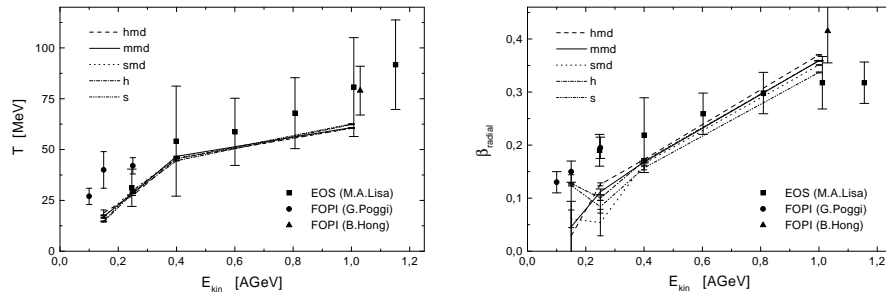 100
75
50
25
0
T [MeV]
hmd
mmd
smd
h
s
EOS (M.A.Lisa)
FOPI (G.Poggi)
FOPI (B.Hong)
0,0 0,2 0,4 0,6 0,8 1,0 1,2
E_kin [AGeV]
0,4
0,3
0,2
0,1
0,0
β_radial
hmd
mmd
smd
h
s
EOS (M.A.Lisa)
FOPI (G.Poggi)
FOPI (B.Hong)
0,0 0,2 0,4 0,6 0,8 1,0 1,2
E_kin [AGeV]